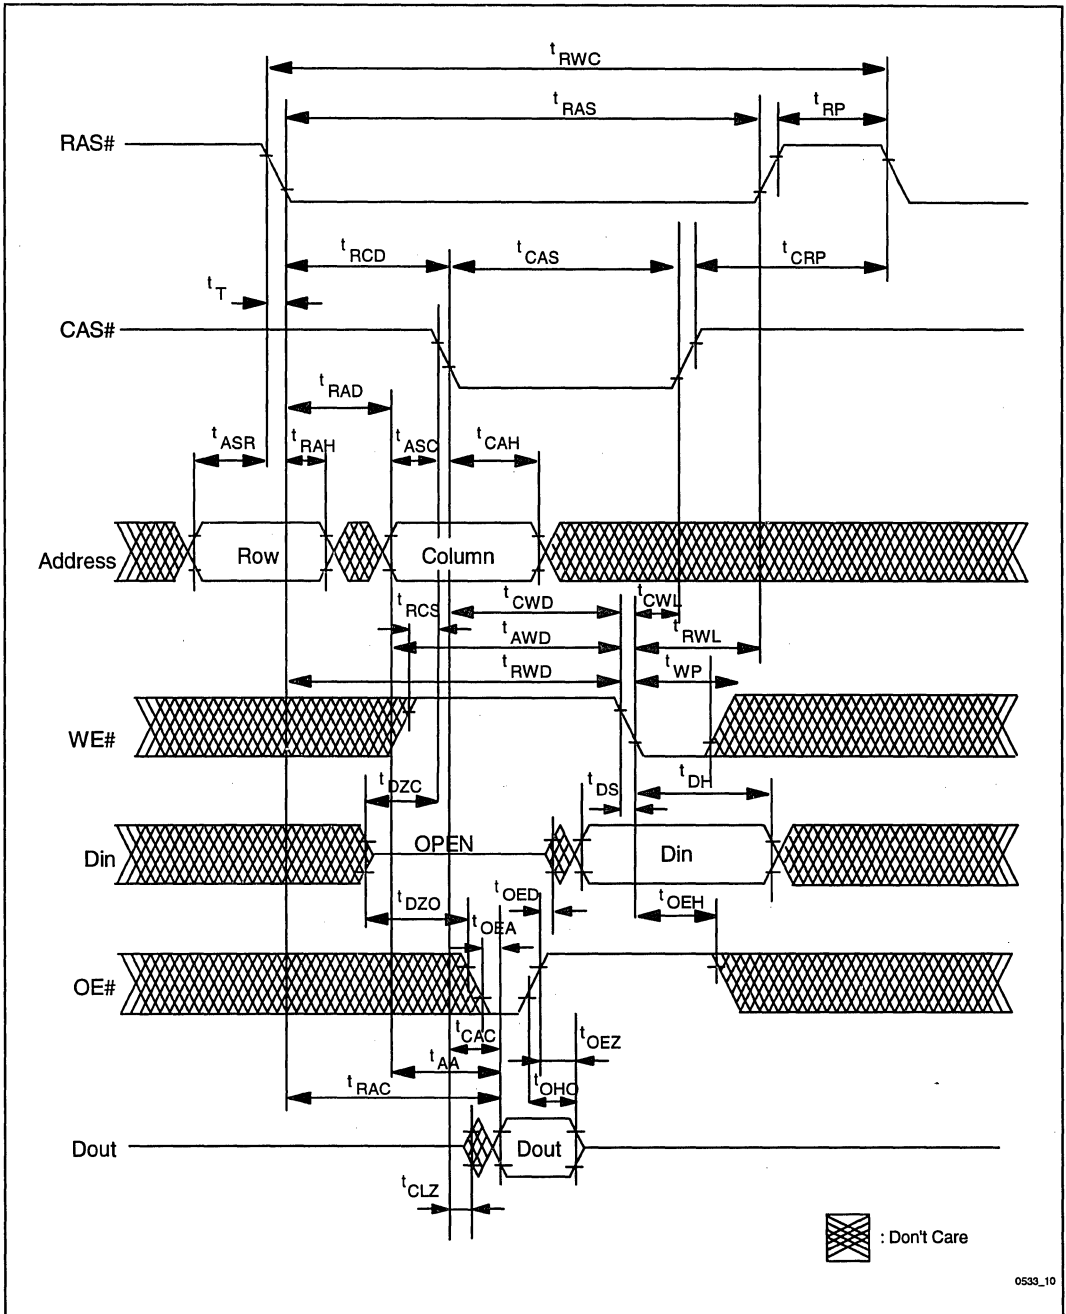 tRWC
tRAS
tRP
RAS#
tRCD
tCAS
tCRP
tT
CAS#
tRAD
tASR
tRAH
tASC
tCAH
Address
Row
Column
tRCS
tCWD
tCWL
tAWD
tRWL
tRWD
tWP
WE#
tDZC
tDS
tDH
Din
OPEN
Din
tDZO
tOED
tOEA
tOEH
OE#
tCAC
tOEZ
tAA
tRAC
tOHO
Dout
Dout
tCLZ
: Don't Care
0533_10